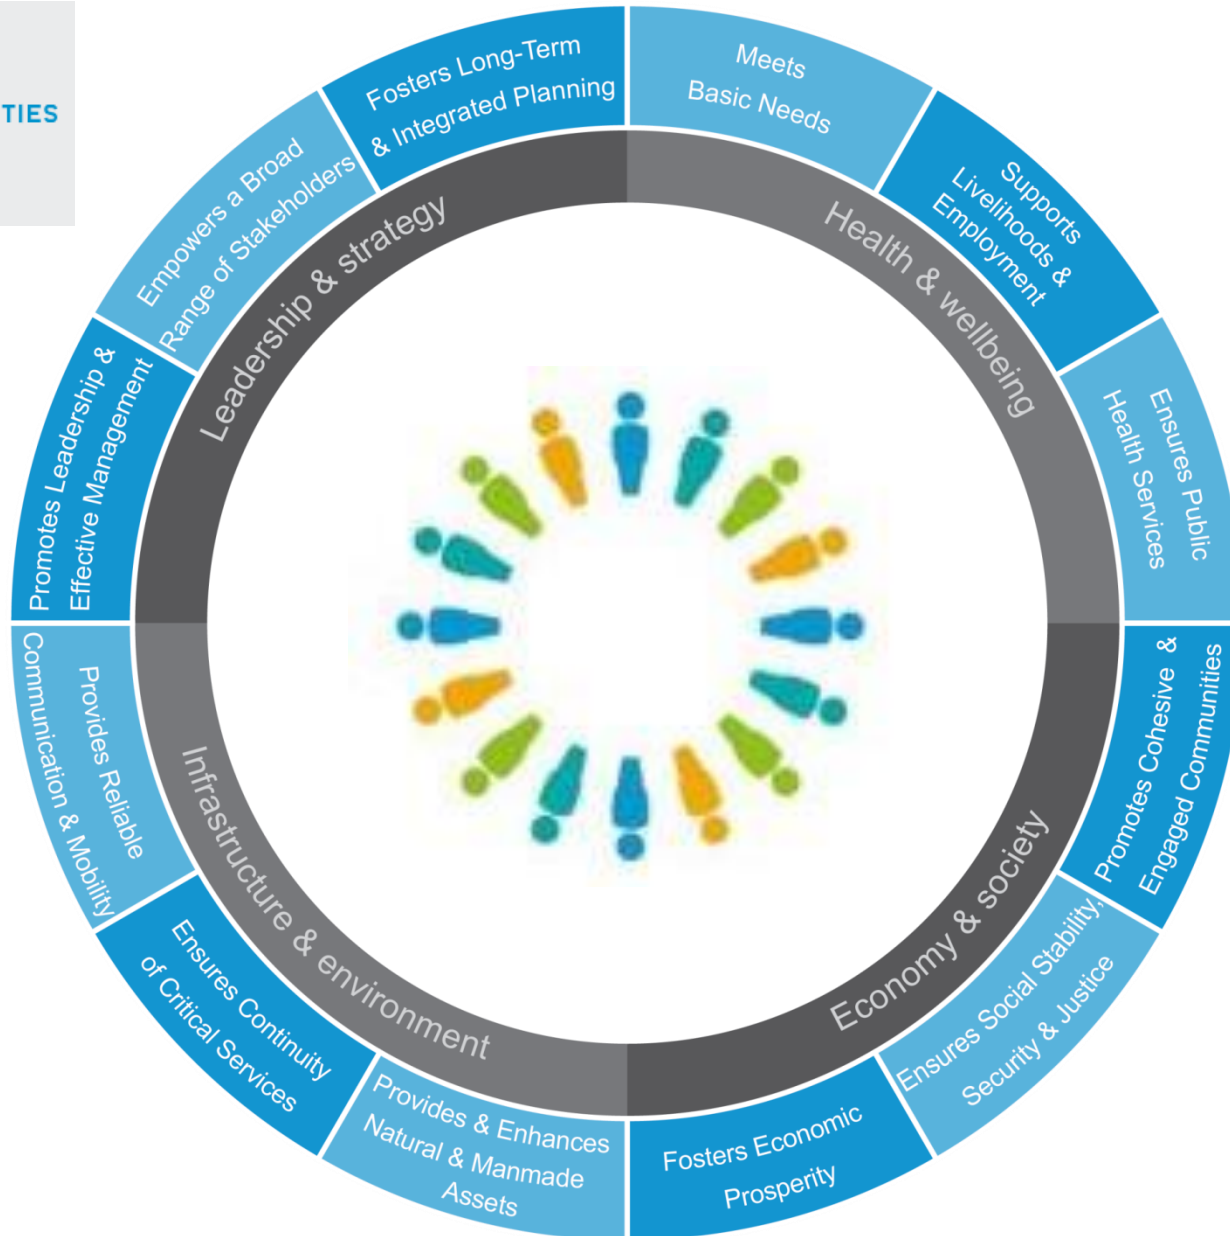 TIES
Meets
Basic Needs
Supports
Livelihoods &
Employment
Ensures Public
Health Services
Promotes Cohesive &
Engaged Communities
Ensures Social Stability,
Security & Justice
Fosters Economic
Prosperity
Provides & Enhances
Natural & Manmade
Assets
Ensures Continuity
of Critical Services
Provides Reliable
Communication & Mobility
Promotes Leadership &
Effective Management
Empowers a Broad
Range of Stakeholders
Fosters Long-Term
& Integrated Planning
Health & wellbeing
Economy & society
Infrastructure & environment
Leadership & strategy